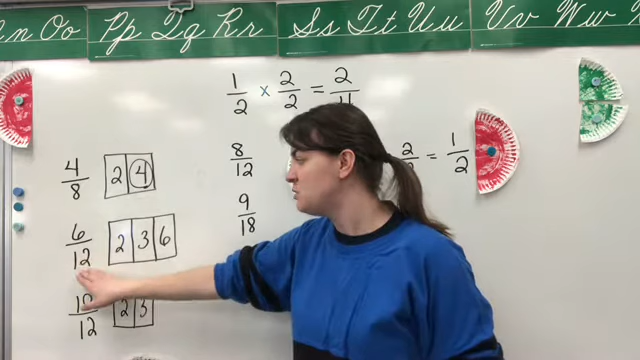 n Oo Pp Qq Rr Ss Tt Uu Vv Ww
1/2 x 2/2 = 2/4
4/8 2 4
8/12
2 = 1/2
6/12 2 3 6
9/18
10/12 2 3